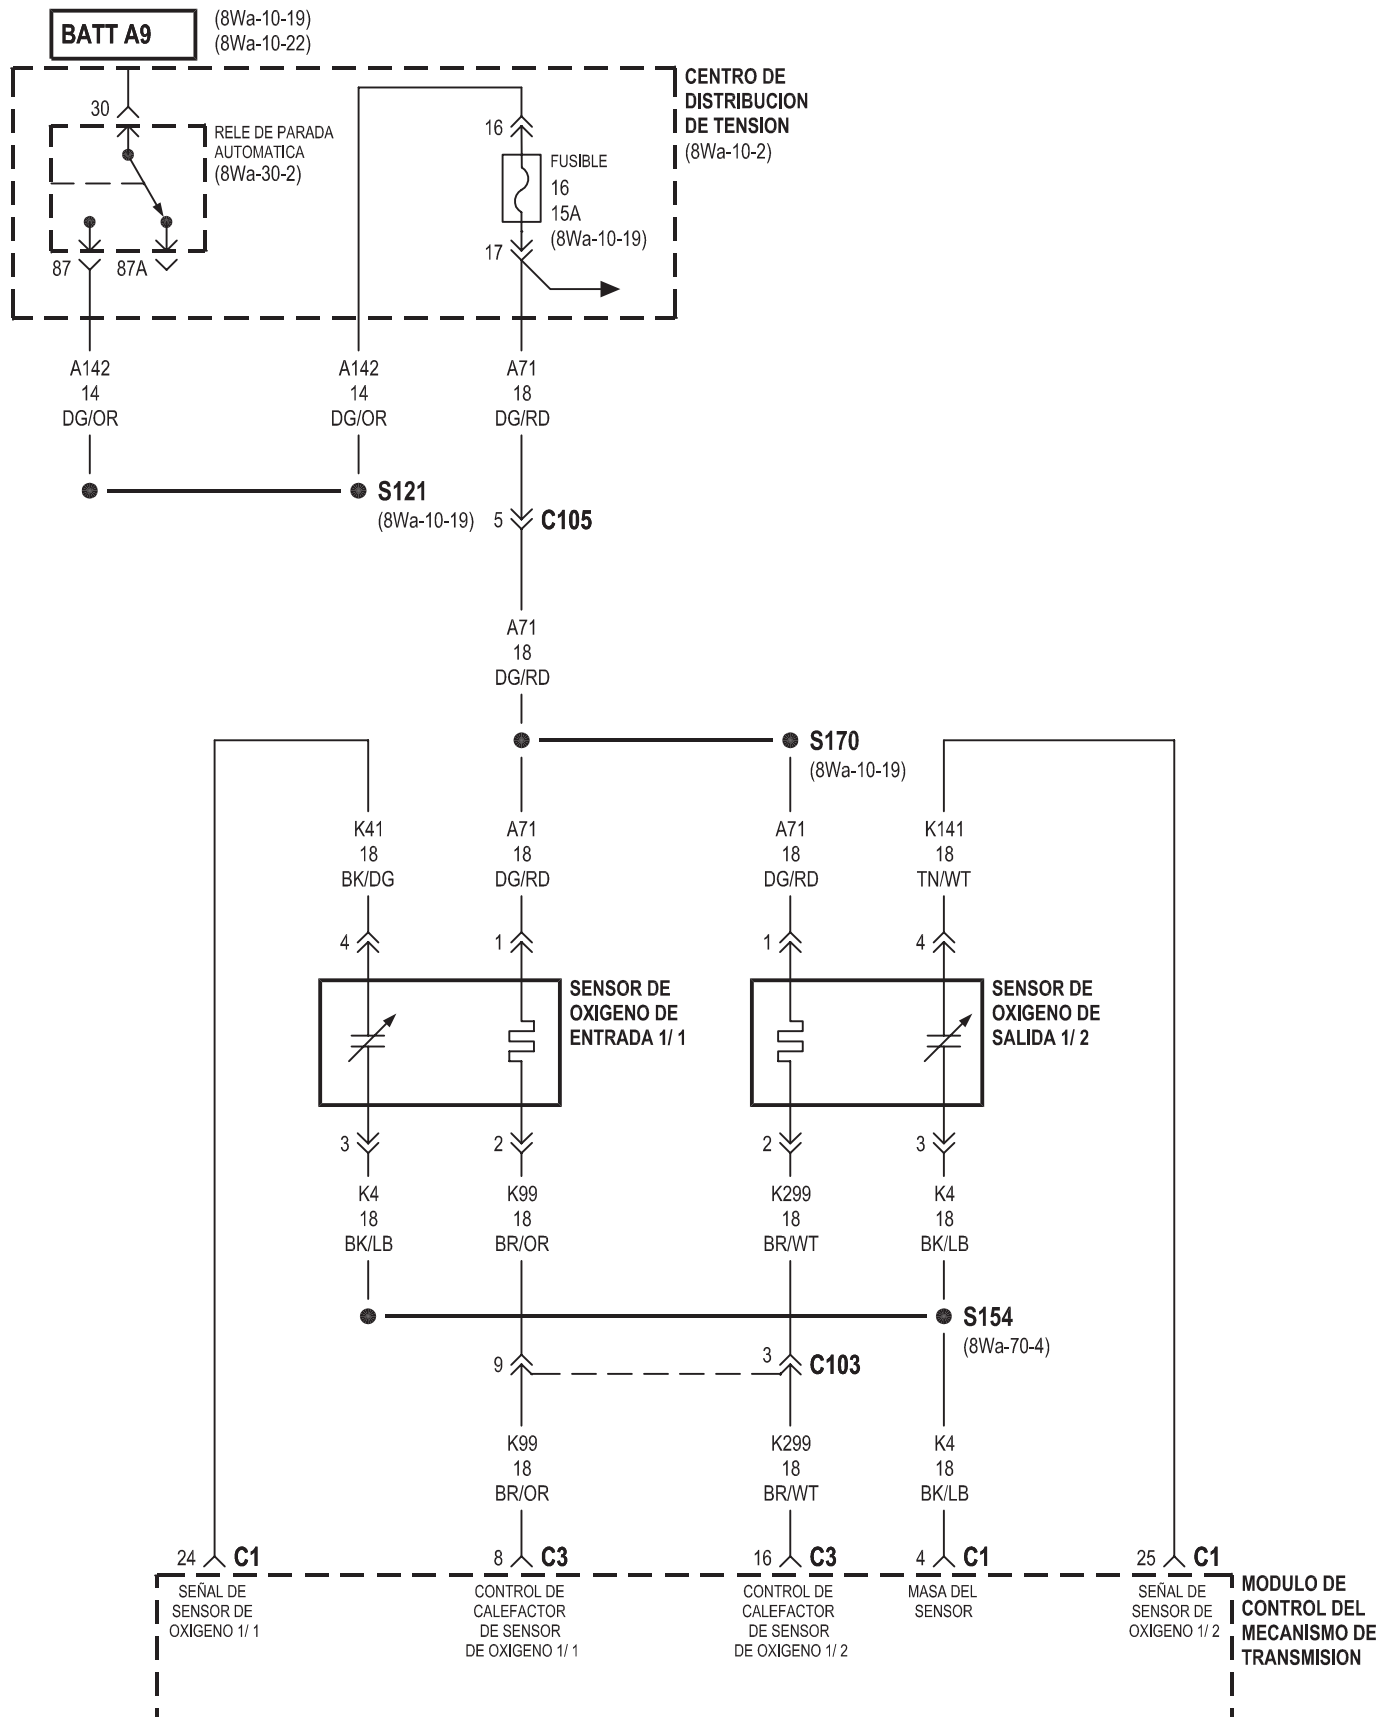 BATT A9
(8Wa-10-19)
(8Wa-10-22)
CENTRO DE
DISTRIBUCION
DE TENSION
(8Wa-10-2)
30
RELE DE PARADA
AUTOMATICA
(8Wa-30-2)
87
87A
16
FUSIBLE
16
15A
(8Wa-10-19)
17
A142
14
DG/OR
A142
14
DG/OR
A71
18
DG/RD
S121
(8Wa-10-19)
5
C105
A71
18
DG/RD
S170
(8Wa-10-19)
K41
18
BK/DG
A71
18
DG/RD
A71
18
DG/RD
K141
18
TN/WT
4
1
1
4
SENSOR DE
OXIGENO DE
ENTRADA 1/ 1
SENSOR DE
OXIGENO DE
SALIDA 1/ 2
3
2
2
3
K4
18
BK/LB
K99
18
BR/OR
K299
18
BR/WT
K4
18
BK/LB
S154
(8Wa-70-4)
9
3
C103
K99
18
BR/OR
K299
18
BR/WT
K4
18
BK/LB
24
C1
8
C3
16
C3
4
C1
25
C1
SEÑAL DE
SENSOR DE
OXIGENO 1/ 1
CONTROL DE
CALEFACTOR
DE SENSOR
DE OXIGENO 1/ 1
CONTROL DE
CALEFACTOR
DE SENSOR
DE OXIGENO 1/ 2
MASA DEL
SENSOR
SEÑAL DE
SENSOR DE
OXIGENO 1/ 2
MODULO DE
CONTROL DEL
MECANISMO DE
TRANSMISION